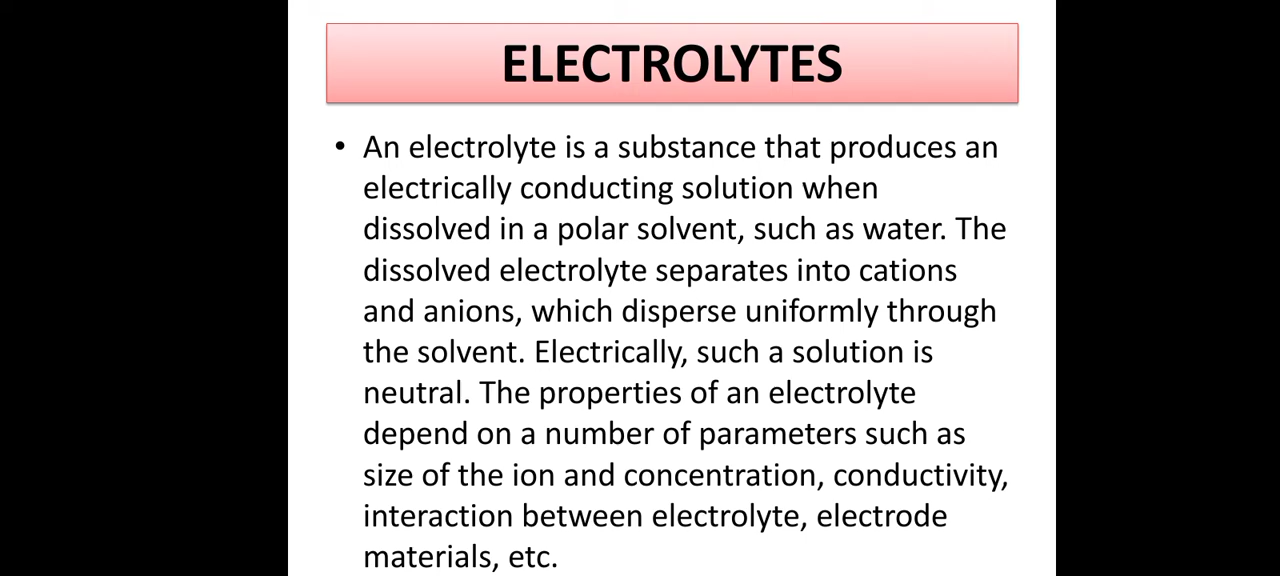 ELECTROLYTES
• An electrolyte is a substance that produces an
electrically conducting solution when
dissolved in a polar solvent, such as water. The
dissolved electrolyte separates into cations
and anions, which disperse uniformly through
the solvent. Electrically, such a solution is
neutral. The properties of an electrolyte
depend on a number of parameters such as
size of the ion and concentration, conductivity,
interaction between electrolyte, electrode
materials, etc.